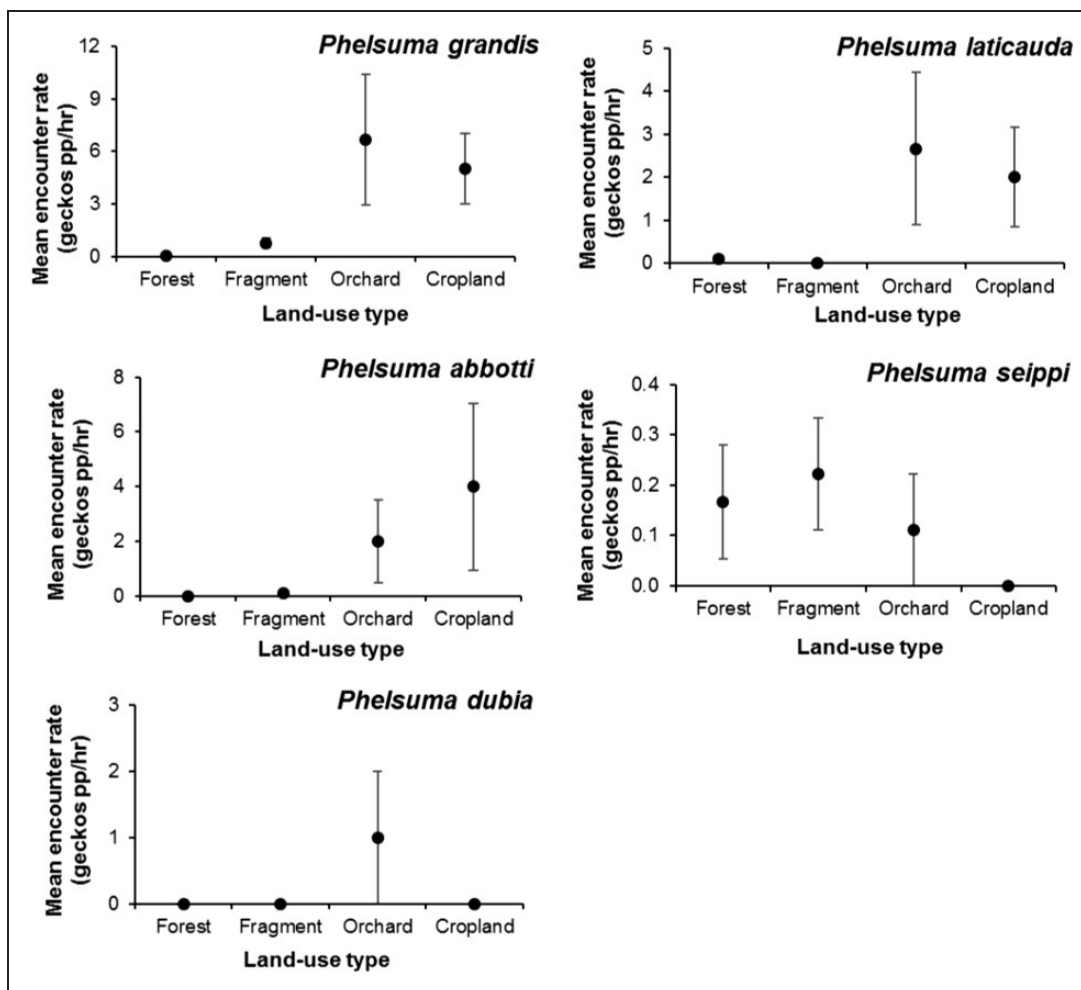 Phelsuma grandis
Mean encounter rate
(geckos pp/hr)
12
9
6
3
0
Forest Fragment Orchard Cropland
Land-use type
Phelsuma laticauda
Mean encounter rate
(geckos pp/hr)
5
4
3
2
1
0
Forest Fragment Orchard Cropland
Land-use type
Phelsuma abbotti
Mean encounter rate
(geckos pp/hr)
8
6
4
2
0
Forest Fragment Orchard Cropland
Land-use type
Phelsuma seippi
Mean encounter rate
(geckos pp/hr)
0.4
0.3
0.2
0.1
0.0
Forest Fragment Orchard Cropland
Land-use type
Phelsuma dubia
Mean encounter rate
(geckos pp/hr)
3
2
1
0
Forest Fragment Orchard Cropland
Land-use type